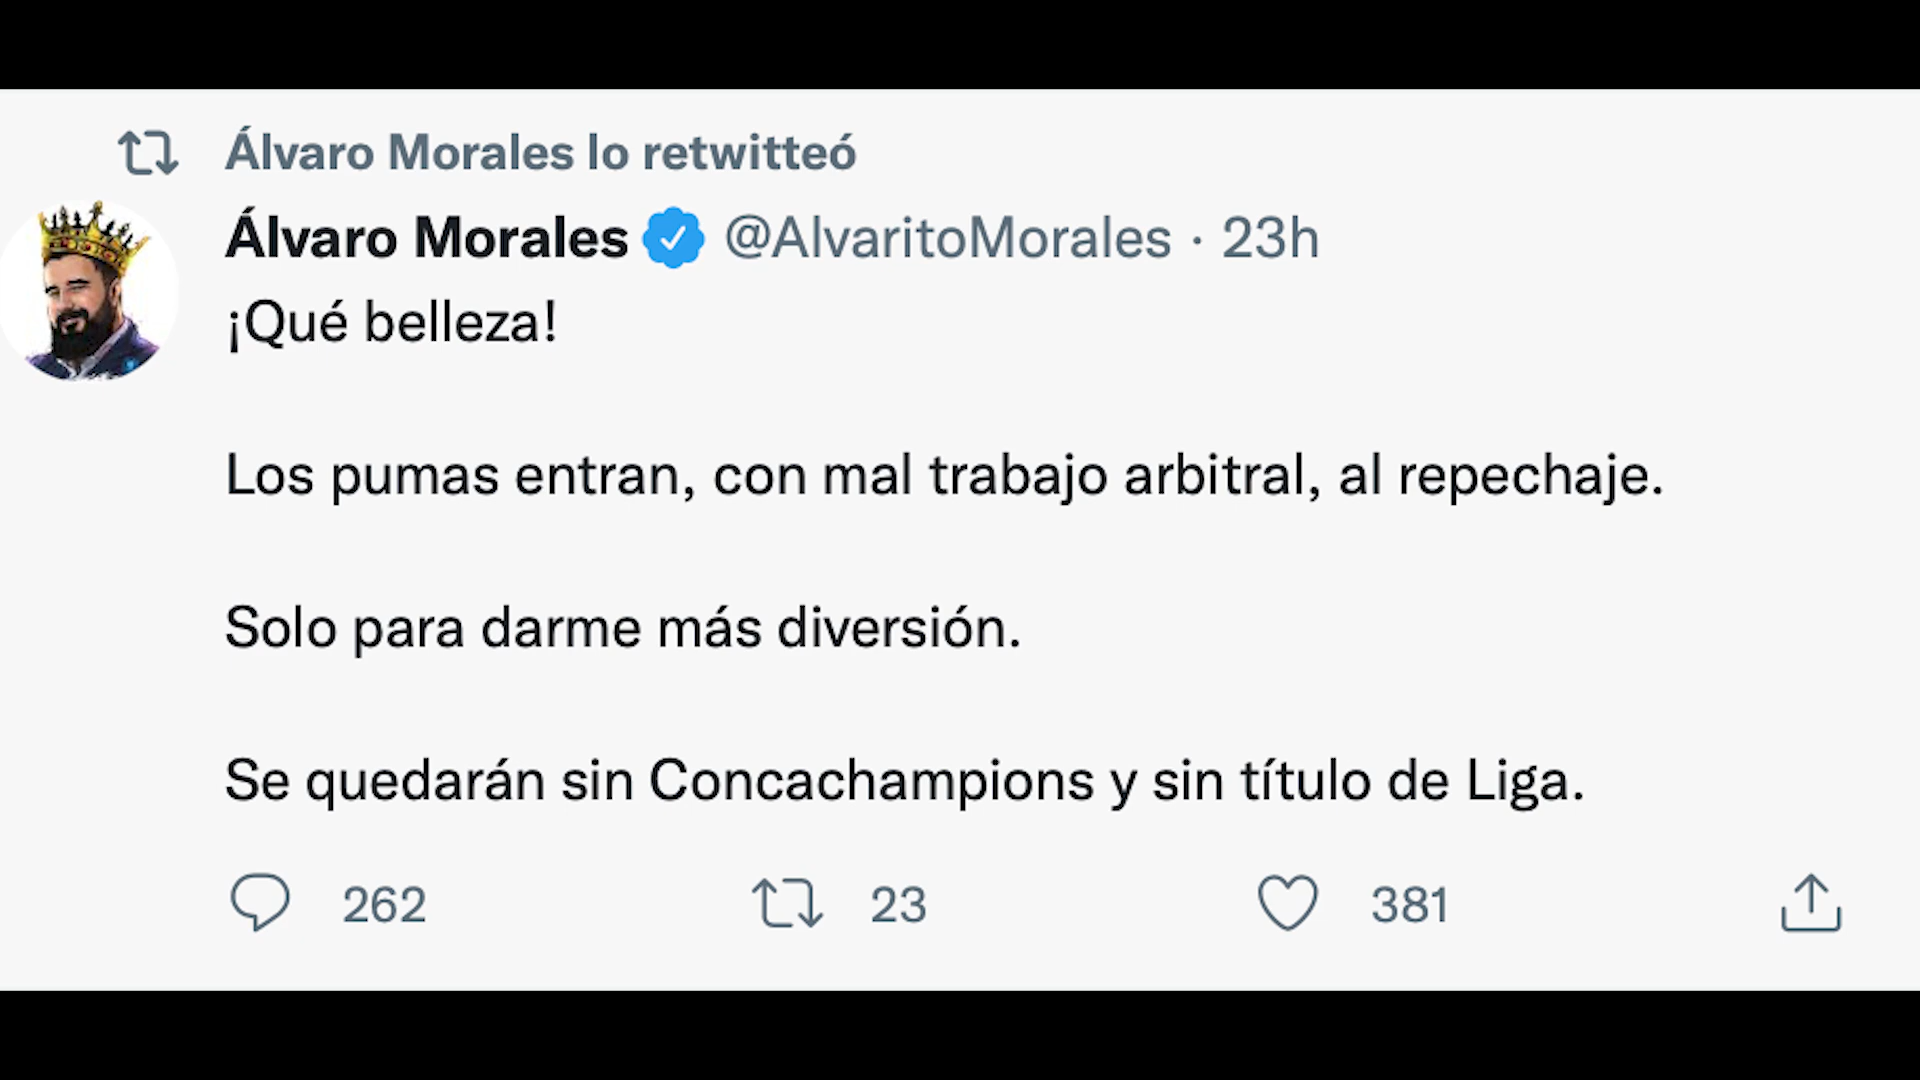 Álvaro Morales lo retwitteó
Álvaro Morales @AlvaritoMorales · 23h
¡Qué belleza!
Los pumas entran, con mal trabajo arbitral, al repechaje.
Solo para darme más diversión.
Se quedarán sin Concachampions y sin título de Liga.
262 23 381